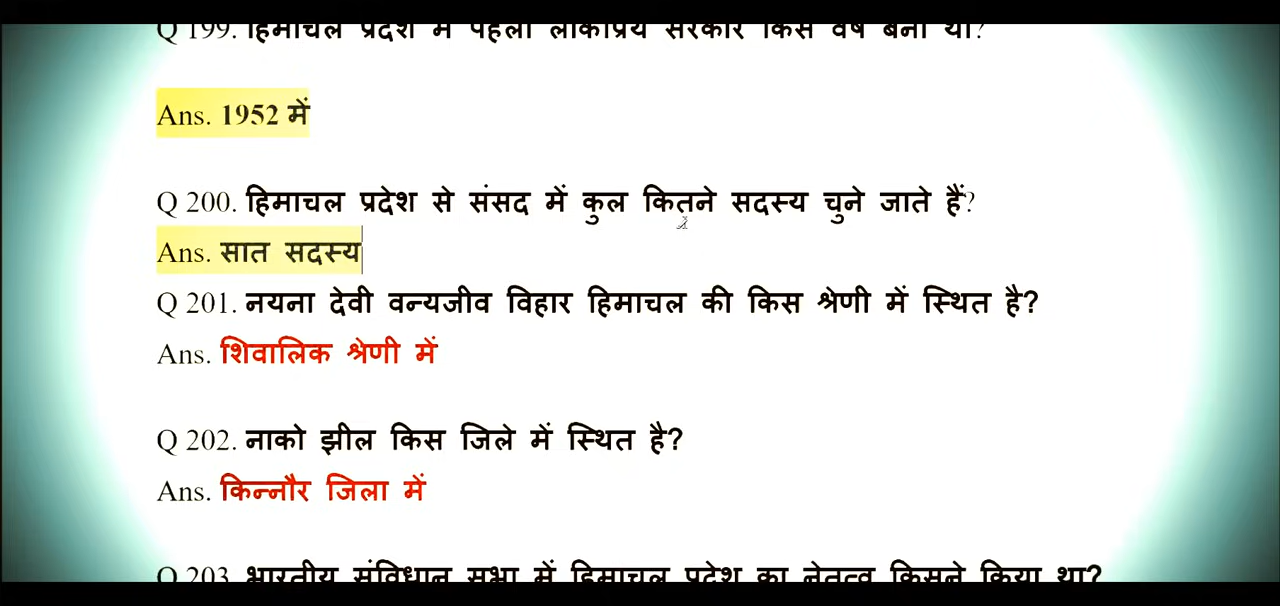 Q 199. हिमाचल प्रदेश में पहली लोकप्रिय सरकार किस वर्ष बनी थी?
Ans. 1952 में
Q 200. हिमाचल प्रदेश से संसद में कुल कितने सदस्य चुने जाते हैं?
Ans. सात सदस्य
Q 201. नयना देवी वन्यजीव विहार हिमाचल की किस श्रेणी में स्थित है?
Ans. शिवालिक श्रेणी में
Q 202. नाको झील किस जिले में स्थित है?
Ans. किन्नौर जिला में
Q 203. भारतीय संविधान सभा में हिमाचल प्रदेश का नेतृत्व किसने किया था?